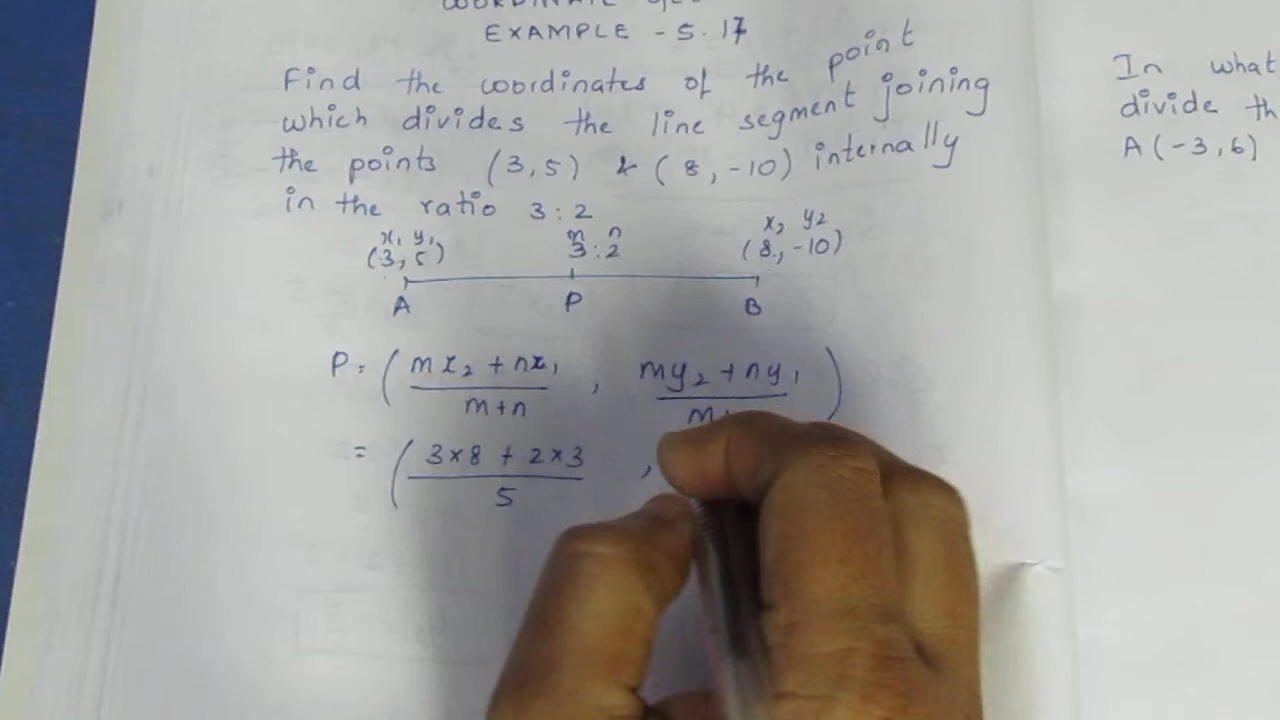 EXAMPLE - 5.17
Find the coordinates of the point
which divides the line segment joining
the points (3,5) & (8,-10) internally
in the ratio 3:2
x₁ y₁ m n x₂ y₂
(3,5) 3:2 (8,-10)
A P B
P = ( mx₂ + nx₁ / m+n , my₂ + ny₁ / m+ )
= ( 3×8 + 2×3 / 5 ,
In what
divide th
A(-3,6)